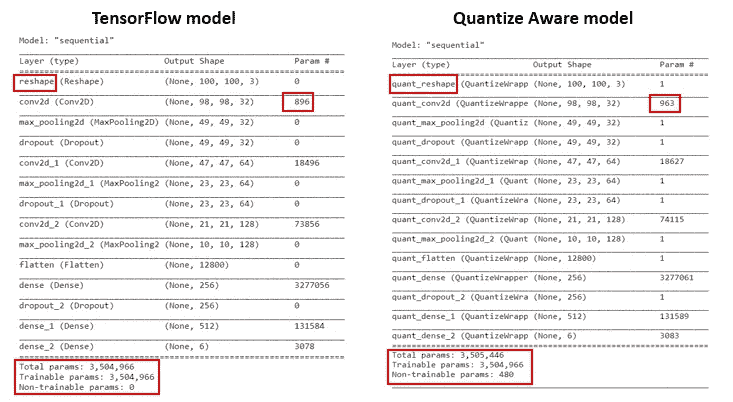 TensorFlow model
Model: "sequential"
Layer (type) Output Shape Param #
reshape (Reshape) (None, 100, 100, 3) 0
conv2d (Conv2D) (None, 98, 98, 32) 896
max_pooling2d (MaxPooling2D) (None, 49, 49, 32) 0
dropout (Dropout) (None, 49, 49, 32) 0
conv2d_1 (Conv2D) (None, 47, 47, 64) 18496
max_pooling2d_1 (MaxPooling2 (None, 23, 23, 64) 0
dropout_1 (Dropout) (None, 23, 23, 64) 0
conv2d_2 (Conv2D) (None, 21, 21, 128) 73856
max_pooling2d_2 (MaxPooling2 (None, 10, 10, 128) 0
flatten (Flatten) (None, 12800) 0
dense (Dense) (None, 256) 3277056
dropout_2 (Dropout) (None, 256) 0
dense_1 (Dense) (None, 512) 131584
dense_2 (Dense) (None, 6) 3078
Total params: 3,504,966
Trainable params: 3,504,966
Non-trainable params: 0
Quantize Aware model
Model: "sequential"
Layer (type) Output Shape Param #
quant_reshape (QuantizeWrapp (None, 100, 100, 3) 1
quant_conv2d (QuantizeWrappe (None, 98, 98, 32) 963
quant_max_pooling2d (Quantiz (None, 49, 49, 32) 1
quant_dropout (QuantizeWrapp (None, 49, 49, 32) 1
quant_conv2d_1 (QuantizeWrap (None, 47, 47, 64) 18627
quant_max_pooling2d_1 (Quant (None, 23, 23, 64) 1
quant_dropout_1 (QuantizeWra (None, 23, 23, 64) 1
quant_conv2d_2 (QuantizeWrap (None, 21, 21, 128) 74115
quant_max_pooling2d_2 (Quant (None, 10, 10, 128) 1
quant_flatten (QuantizeWrapp (None, 12800) 1
quant_dense (QuantizeWrapper (None, 256) 3277061
quant_dropout_2 (QuantizeWra (None, 256) 1
quant_dense_1 (QuantizeWrapp (None, 512) 131589
quant_dense_2 (QuantizeWrapp (None, 6) 3083
Total params: 3,505,446
Trainable params: 3,504,966
Non-trainable params: 480